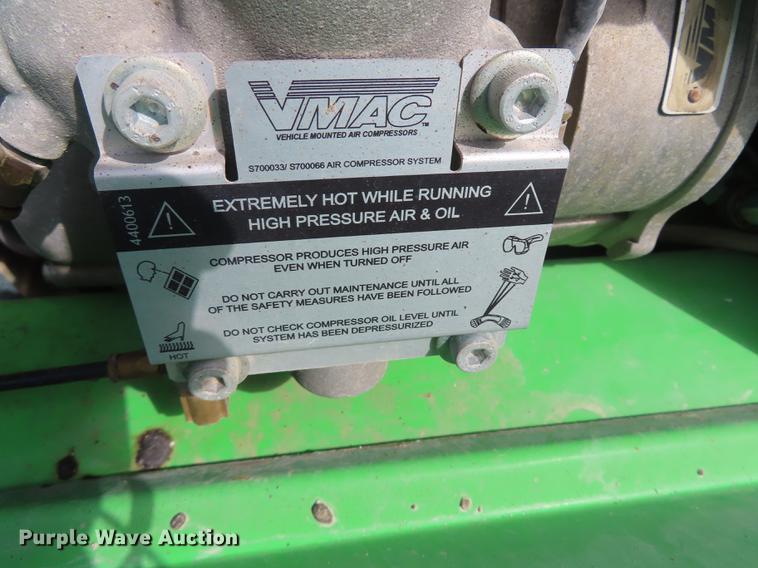 VMAC™
VEHICLE MOUNTED AIR COMPRESSORS
S700033/ S700066 AIR COMPRESSOR SYSTEM
EXTREMELY HOT WHILE RUNNING
HIGH PRESSURE AIR & OIL
4400613
COMPRESSOR PRODUCES HIGH PRESSURE AIR
EVEN WHEN TURNED OFF
DO NOT CARRY OUT MAINTENANCE UNTIL ALL
OF THE SAFETY MEASURES HAVE BEEN FOLLOWED
DO NOT CHECK COMPRESSOR OIL LEVEL UNTIL
SYSTEM HAS BEEN DEPRESSURIZED
HOT
Purple Wave Auction